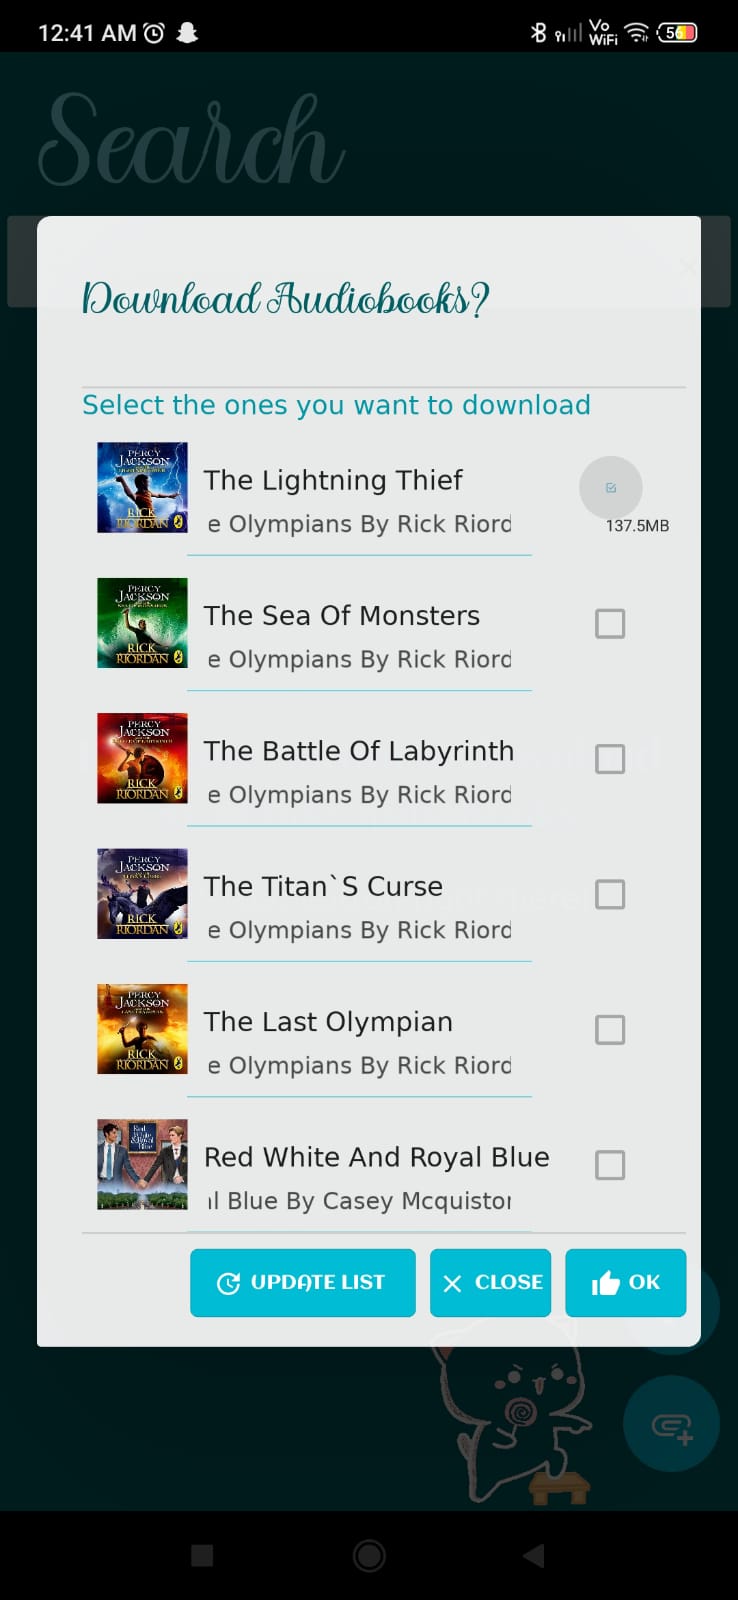 12:41 AM
Vo
WiFi
56
Search
Download Audiobooks?
Select the ones you want to download
PERCY
JACKSON
RICK
RIORDAN
The Lightning Thief
e Olympians By Rick Riord
137.5MB
PERCY
JACKSON
RICK
RIORDAN
The Sea Of Monsters
e Olympians By Rick Riord
PERCY
JACKSON
RICK
RIORDAN
The Battle Of Labyrinth
e Olympians By Rick Riord
PERCY
JACKSON
RICK
RIORDAN
The Titan`S Curse
e Olympians By Rick Riord
PERCY
JACKSON
RICK
RIORDAN
The Last Olympian
e Olympians By Rick Riord
Red,
White
& Royal
Blue
Red White And Royal Blue
l Blue By Casey Mcquistor
UPDATE LIST
CLOSE
OK